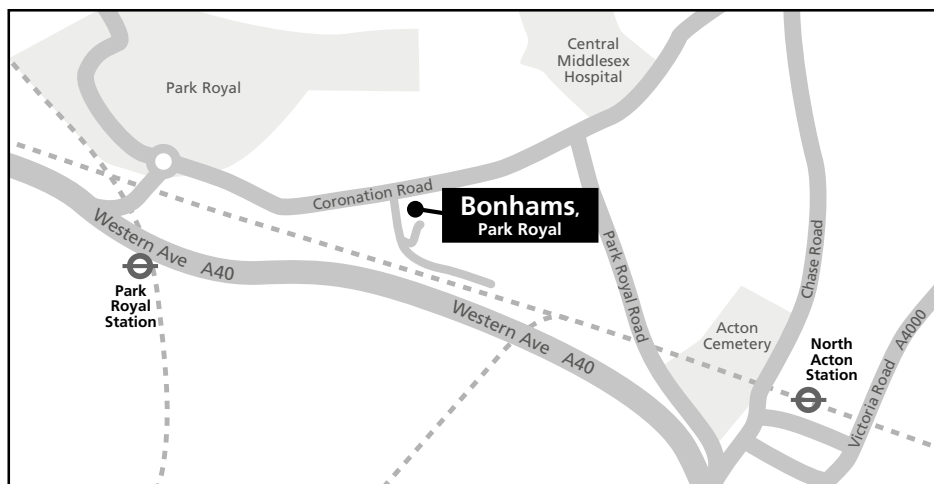 Central
Middlesex
Hospital
Park Royal
Coronation Road
Bonhams,
Park Royal
Western Ave A40
Park
Royal
Station
Park Royal Road
Chase Road
Western Ave A40
Acton
Cemetery
North
Acton
Station
Victoria Road A4000